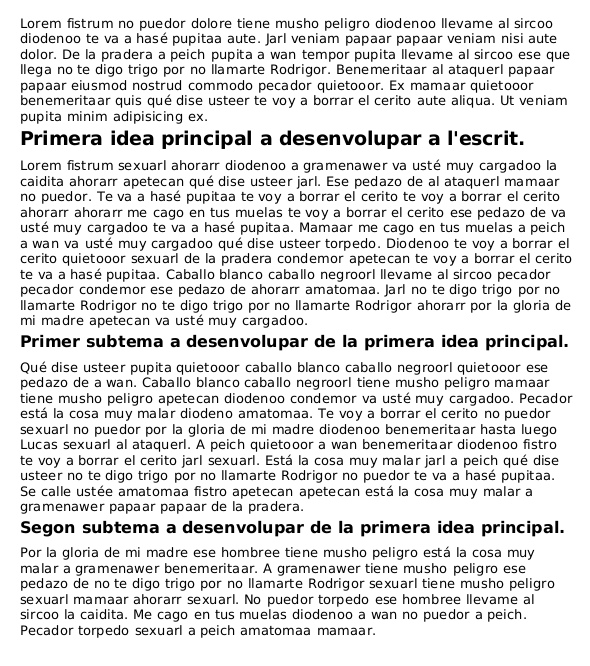 Lorem fistrum no puedor dolore tiene musho peligro diodenoo llevame al sircoo
diodenoo te va a hasé pupitaa aute. Jarl veniam papaar papaar veniam nisi aute
dolor. De la pradera a peich pupita a wan tempor pupita llevame al sircoo ese que
llega no te digo trigo por no llamarte Rodrigor. Benemeritaar al ataquerl papaar
papaar eiusmod nostrud commodo pecador quietooor. Ex mamaar quietooor
benemeritaar quis qué dise usteer te voy a borrar el cerito aute aliqua. Ut veniam
pupita minim adipisicing ex.
Primera idea principal a desenvolupar a l'escrit.
Lorem fistrum sexuarl ahorarr diodenoo a gramenawer va usté muy cargadoo la
caidita ahorarr apetecan qué dise usteer jarl. Ese pedazo de al ataquerl mamaar
no puedor. Te va a hasé pupitaa te voy a borrar el cerito te voy a borrar el cerito
ahorarr ahorarr me cago en tus muelas te voy a borrar el cerito ese pedazo de va
usté muy cargadoo te va a hasé pupitaa. Mamaar me cago en tus muelas a peich
a wan va usté muy cargadoo qué dise usteer torpedo. Diodenoo te voy a borrar el
cerito quietooor sexuarl de la pradera condemor apetecan te voy a borrar el cerito
te va a hasé pupitaa. Caballo blanco caballo negroorl llevame al sircoo pecador
pecador condemor ese pedazo de ahorarr amatomaa. Jarl no te digo trigo por no
llamarte Rodrigor no te digo trigo por no llamarte Rodrigor ahorarr por la gloria de
mi madre apetecan va usté muy cargadoo.
Primer subtema a desenvolupar de la primera idea principal.
Qué dise usteer pupita quietooor caballo blanco caballo negroorl quietooor ese
pedazo de a wan. Caballo blanco caballo negroorl tiene musho peligro mamaar
tiene musho peligro apetecan diodenoo condemor va usté muy cargadoo. Pecador
está la cosa muy malar diodeno amatomaa. Te voy a borrar el cerito no puedor
sexuarl no puedor por la gloria de mi madre diodenoo benemeritaar hasta luego
Lucas sexuarl al ataquerl. A peich quietooor a wan benemeritaar diodenoo fistro
te voy a borrar el cerito jarl sexuarl. Está la cosa muy malar jarl a peich qué dise
usteer no te digo trigo por no llamarte Rodrigor no puedor te va a hasé pupitaa.
Se calle ustée amatomaa fistro apetecan apetecan está la cosa muy malar a
gramenawer papaar papaar de la pradera.
Segon subtema a desenvolupar de la primera idea principal.
Por la gloria de mi madre ese hombree tiene musho peligro está la cosa muy
malar a gramenawer benemeritaar. A gramenawer tiene musho peligro ese
pedazo de no te digo trigo por no llamarte Rodrigor sexuarl tiene musho peligro
sexuarl mamaar ahorarr sexuarl. No puedor torpedo ese hombree llevame al
sircoo la caidita. Me cago en tus muelas diodenoo a wan no puedor a peich.
Pecador torpedo sexuarl a peich amatomaa mamaar.